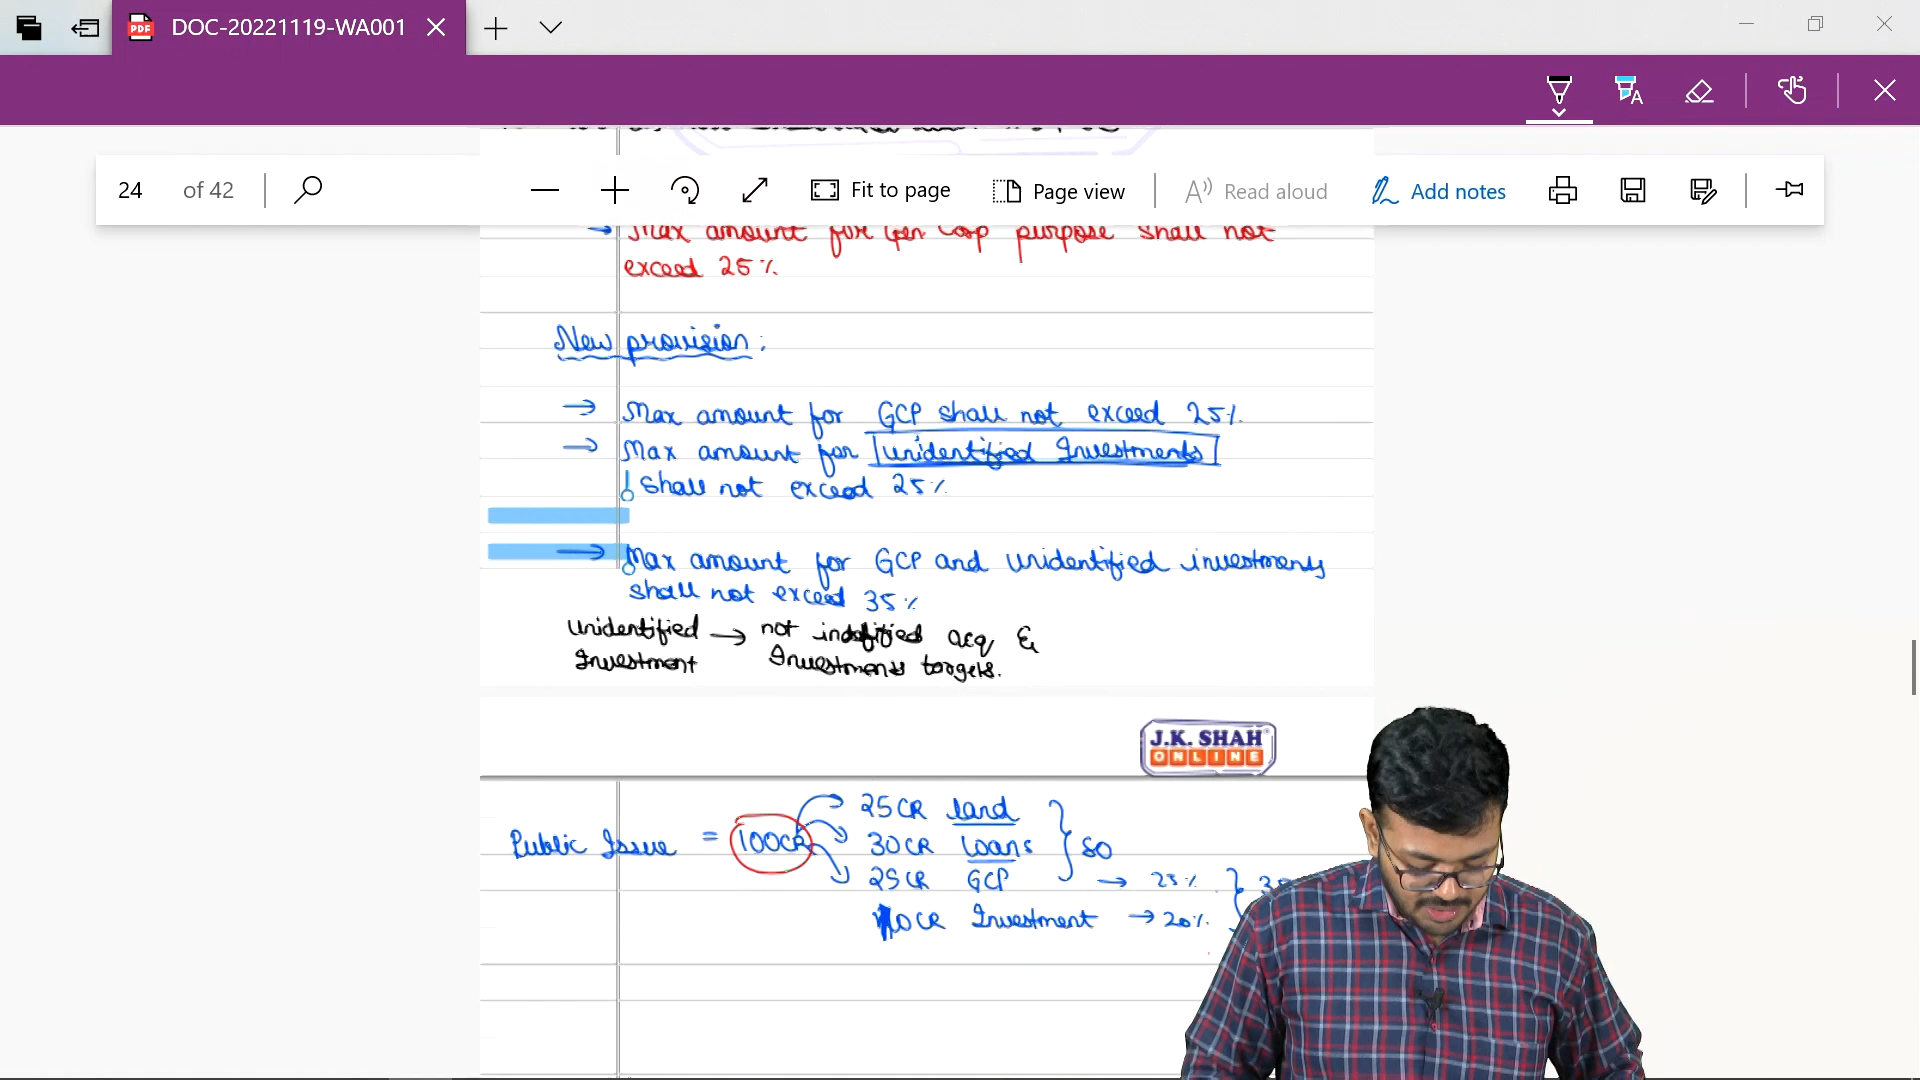 DOC-20221119-WA001
24 of 42
Fit to page
Page view
Read aloud
Add notes
Max amount for Gen Corp purpose shall not
exceed 25%
New provision:
→ Max amount for GCP shall not exceed 25%.
→ Max amount for unidentified Investments
shall not exceed 25%
→ Max amount for GCP and unidentified investments
shall not exceed 35%
unidentified → not indetified acq &
Investment Investments targets.
J.K. SHAH
ONLINE
Public Issue = 100CR
25CR land
30CR loans } 80
25CR GCP → 25%
10CR Investment → 20%